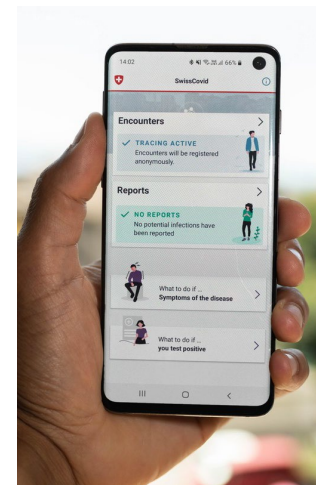 14:02 66%
SwissCovid
Encounters
TRACING ACTIVE
Encounters will be registered
anonymously.
Reports
NO REPORTS
No potential infections have
been reported
What to do if ...
Symptoms of the disease
What to do if ...
you test positive